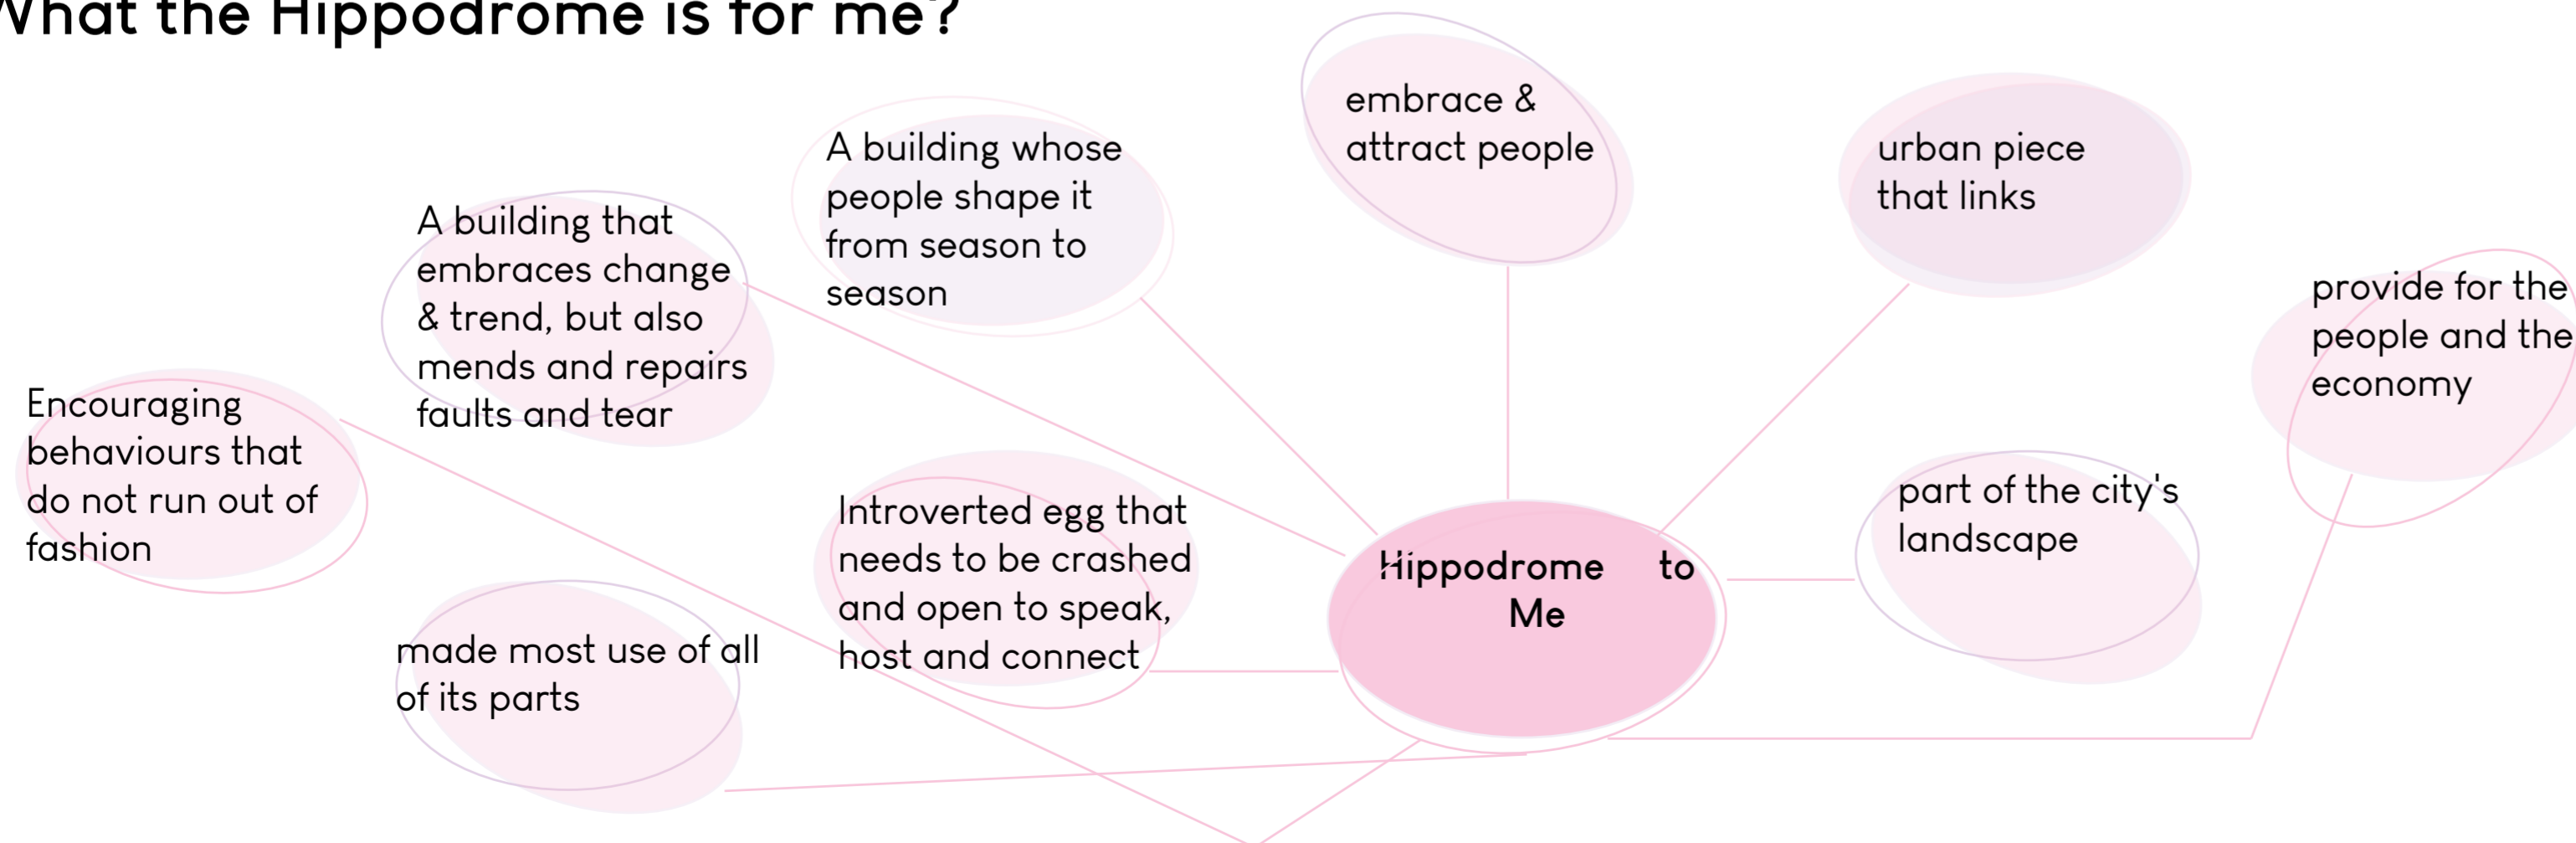 What the Hippodrome is for me?
embrace &
attract people
A building whose
people shape it
from season to
season
urban piece
that links
A building that
embraces change
& trend, but also
mends and repairs
faults and tear
provide for the
people and the
economy
Encouraging
behaviours that
do not run out of
fashion
Introverted egg that
needs to be crashed
and open to speak,
host and connect
part of the city's
landscape
Hippodrome to
Me
made most use of all
of its parts